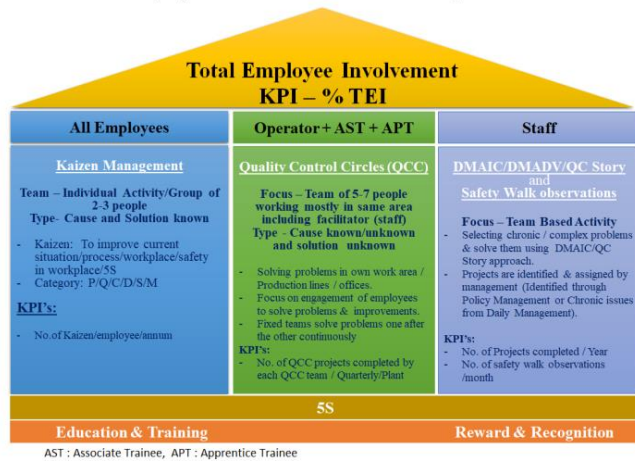 Total Employee Involvement
KPI – % TEI
All Employees
Kaizen Management
Team – Individual Activity/Group of
2-3 people
Type- Cause and Solution known
- Kaizen: To improve current
situation/process/workplace/safety
in workplace/5S
- Category: P/Q/C/D/S/M
KPI's:
- No.of Kaizen/employee/annum
Operator + AST + APT
Quality Control Circles (QCC)
Focus – Team of 5-7 people
working mostly in same area
including facilitator (staff)
Type - Cause known/unknown
and solution unknown
- Solving problems in own work area /
Production lines / offices.
- Focus on engagement of employees
to solve problems & improvements.
- Fixed teams solve problems one after
the other continuously
KPI's:
- No. of QCC projects completed by
each QCC team / Quarterly/Plant
Staff
DMAIC/DMADV/QC Story
and
Safety Walk observations
Focus – Team Based Activity
- Selecting chronic / complex problems
& solve them using DMAIC/QC
Story approach.
- Projects are identified & assigned by
management (Identified through
Policy Management or Chronic issues
from Daily Management).
KPI's:
- No. of Projects completed / Year
- No. of safety walk observations
/month
5S
Education & Training
Reward & Recognition
AST : Associate Trainee, APT : Apprentice Trainee